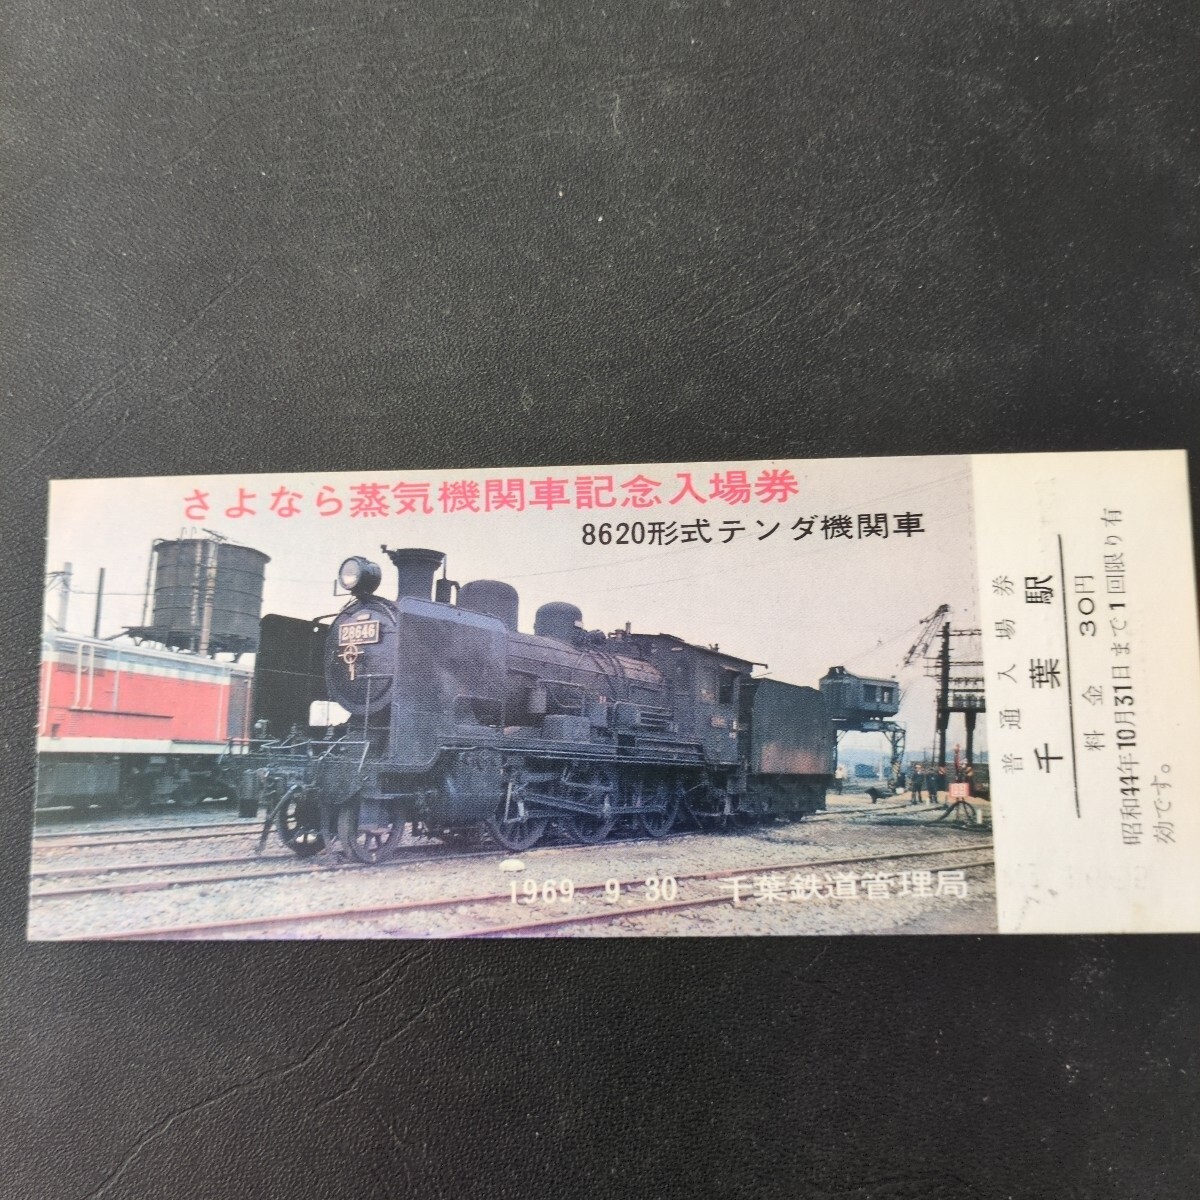 さよなら蒸気機関車記念入場券
8620形式テンダ機関車
28646
1969 9.30 千葉鉄道管理局
普通入場券
千葉駅
料金 30円
昭和44年10月31日まで1回限り有
効です。